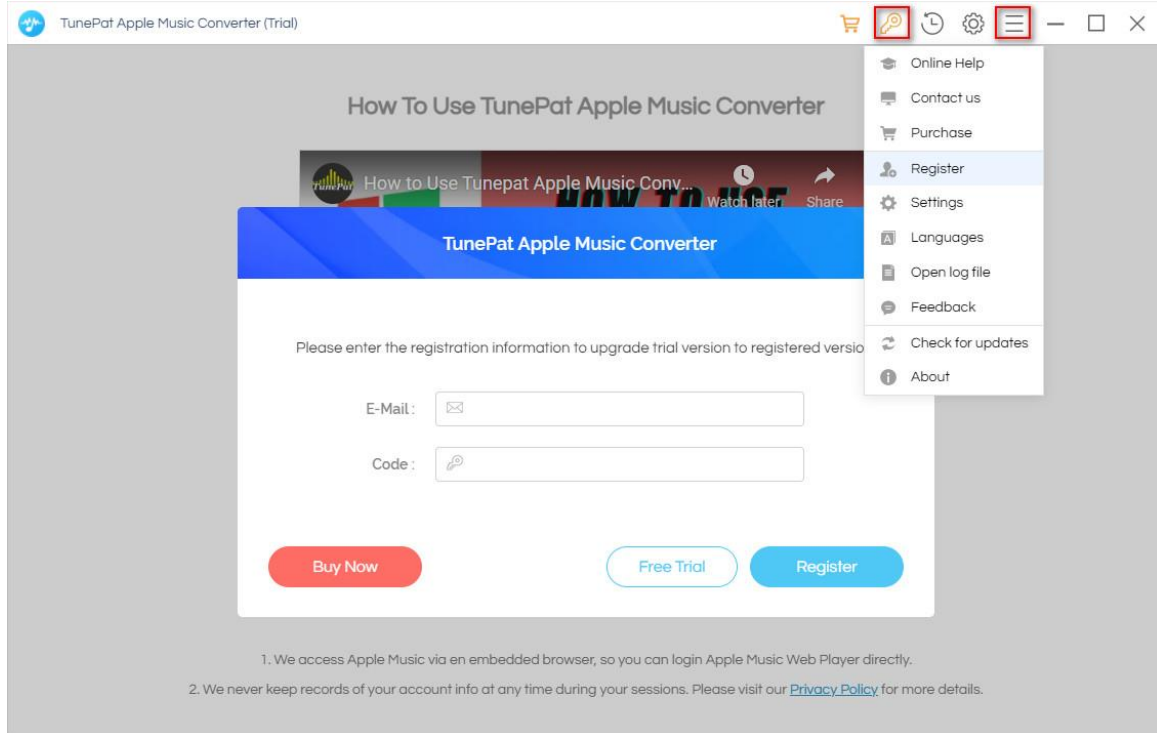 TunePat Apple Music Converter (Trial)
Online Help
Contact us
Purchase
Register
Settings
Languages
Open log file
Feedback
Check for updates
About
How To Use TunePat Apple Music Converter
TunePat
How to Use Tunepat Apple Music Conv...
HOW TO USE
Watch later
Share
TunePat Apple Music Converter
Please enter the registration information to upgrade trial version to registered versio
E-Mail :
Code :
Buy Now
Free Trial
Register
1. We access Apple Music via en embedded browser, so you can login Apple Music Web Player directly.
2. We never keep records of your account info at any time during your sessions. Please visit our Privacy Policy for more details.